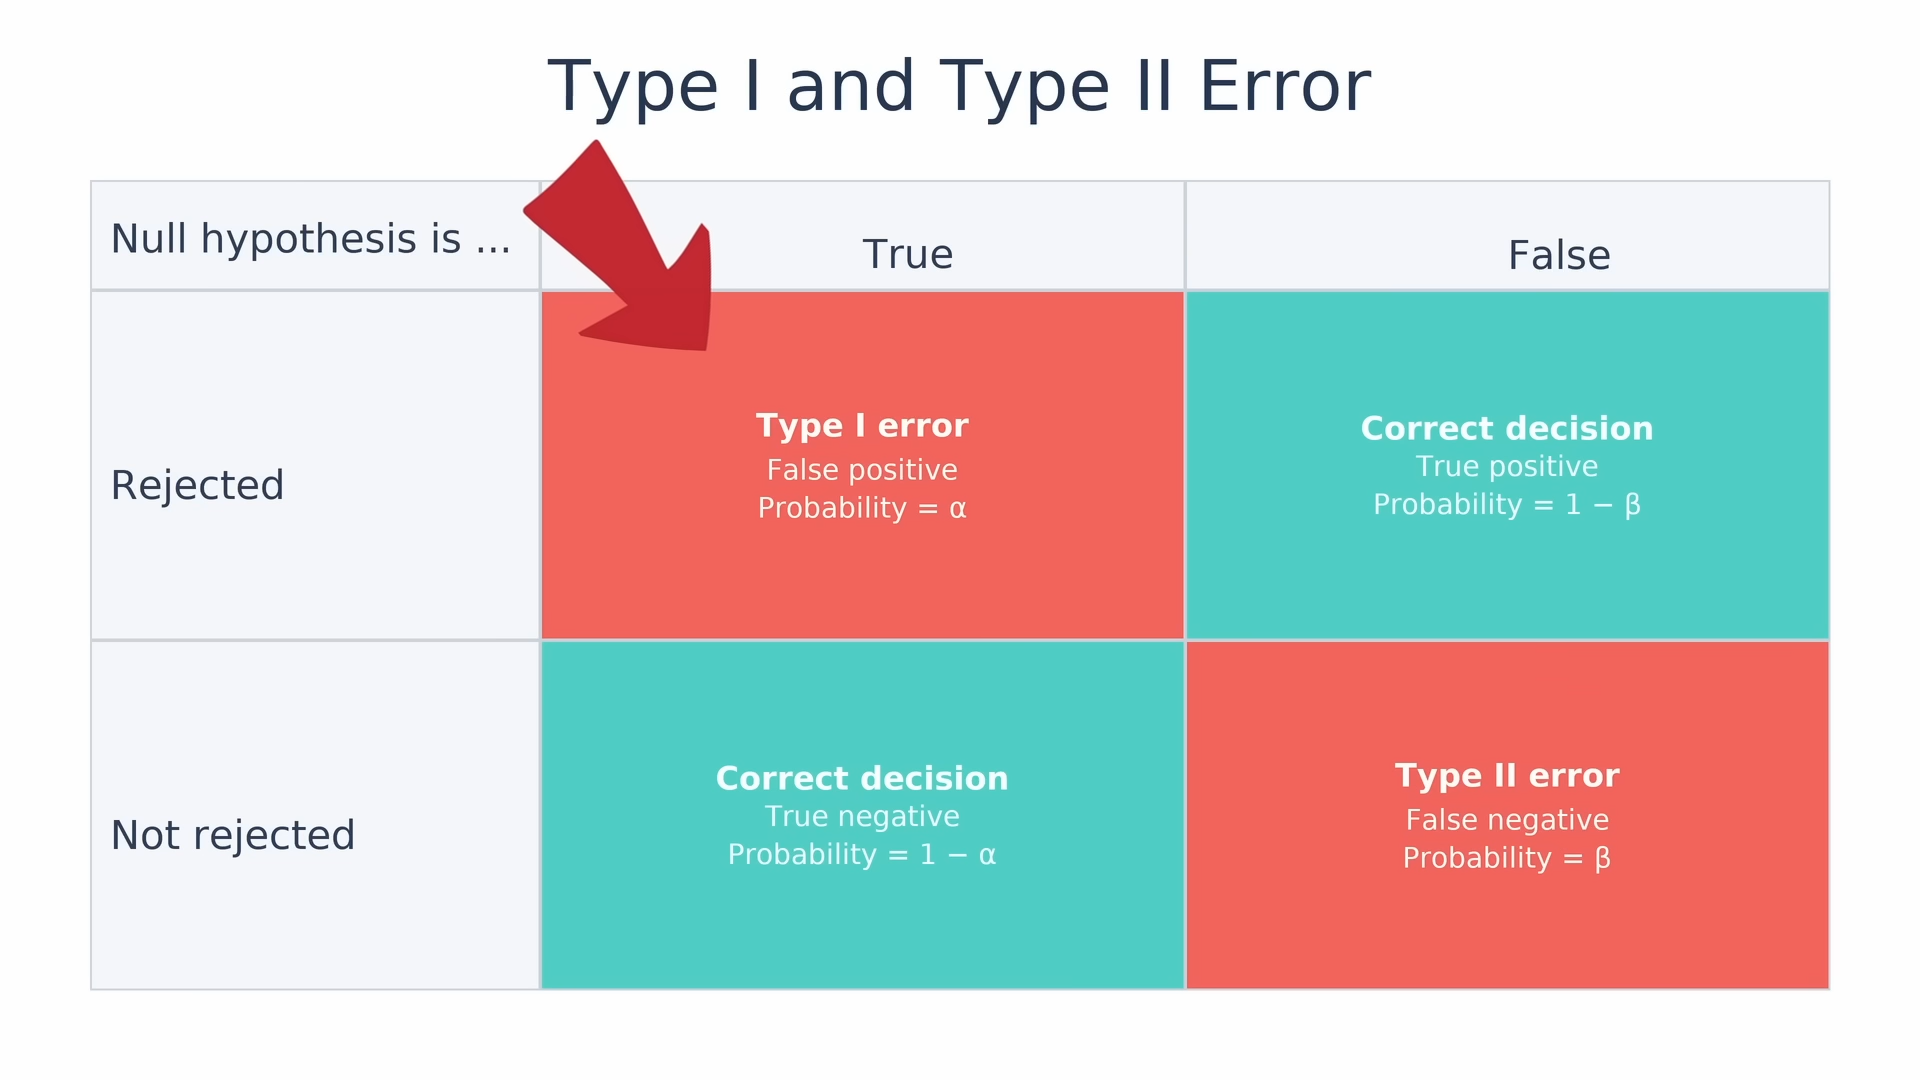 Type I and Type II Error
Null hypothesis is ...
True
False
Rejected
Type I error
False positive
Probability = α
Correct decision
True positive
Probability = 1 − β
Not rejected
Correct decision
True negative
Probability = 1 − α
Type II error
False negative
Probability = β